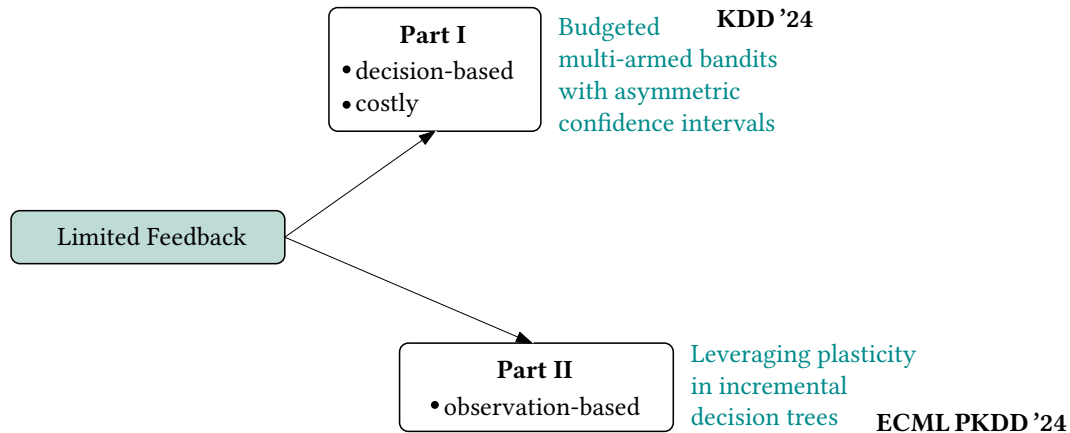 Part I
• decision-based
• costly
Budgeted
multi-armed bandits
with asymmetric
confidence intervals
KDD ’24
Limited Feedback
Part II
• observation-based
Leveraging plasticity
in incremental
decision trees
ECML PKDD ’24